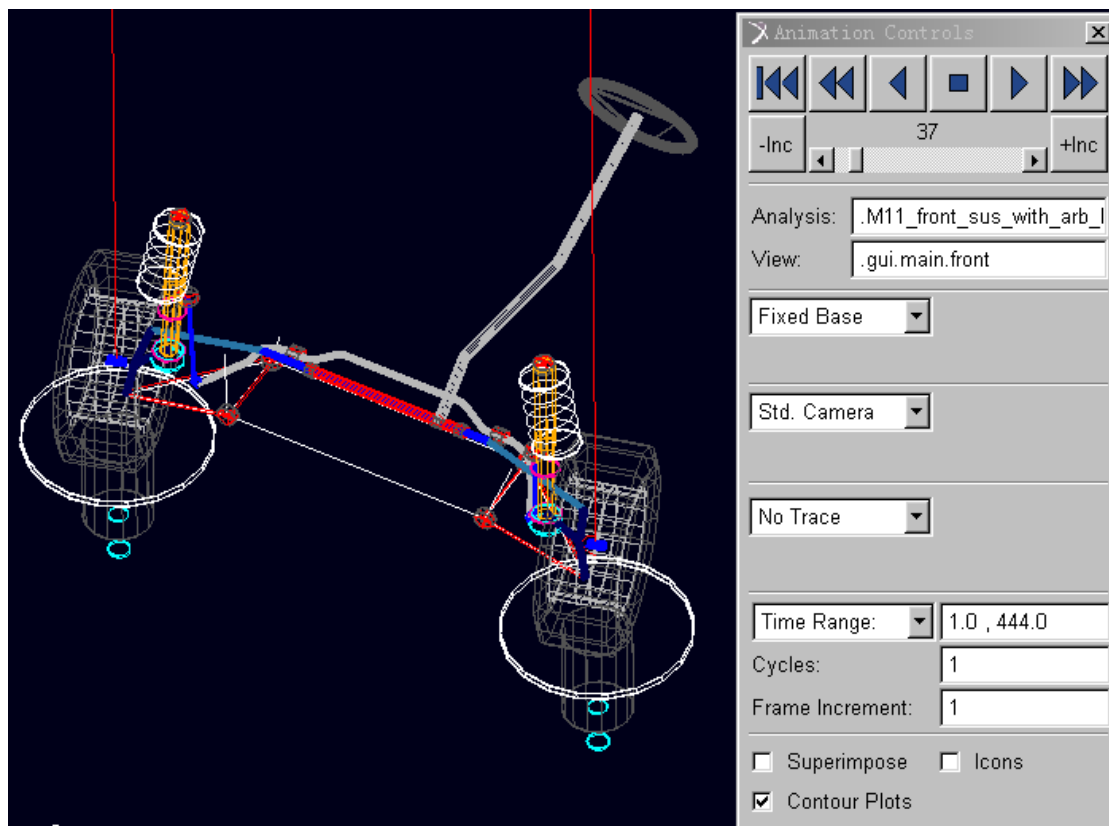 Animation Controls
37
-Inc
+Inc
Analysis: .M11_front_sus_with_arb_
View: .gui.main.front
Fixed Base
Std. Camera
No Trace
Time Range: 1.0 , 444.0
Cycles: 1
Frame Increment: 1
Superimpose Icons
Contour Plots